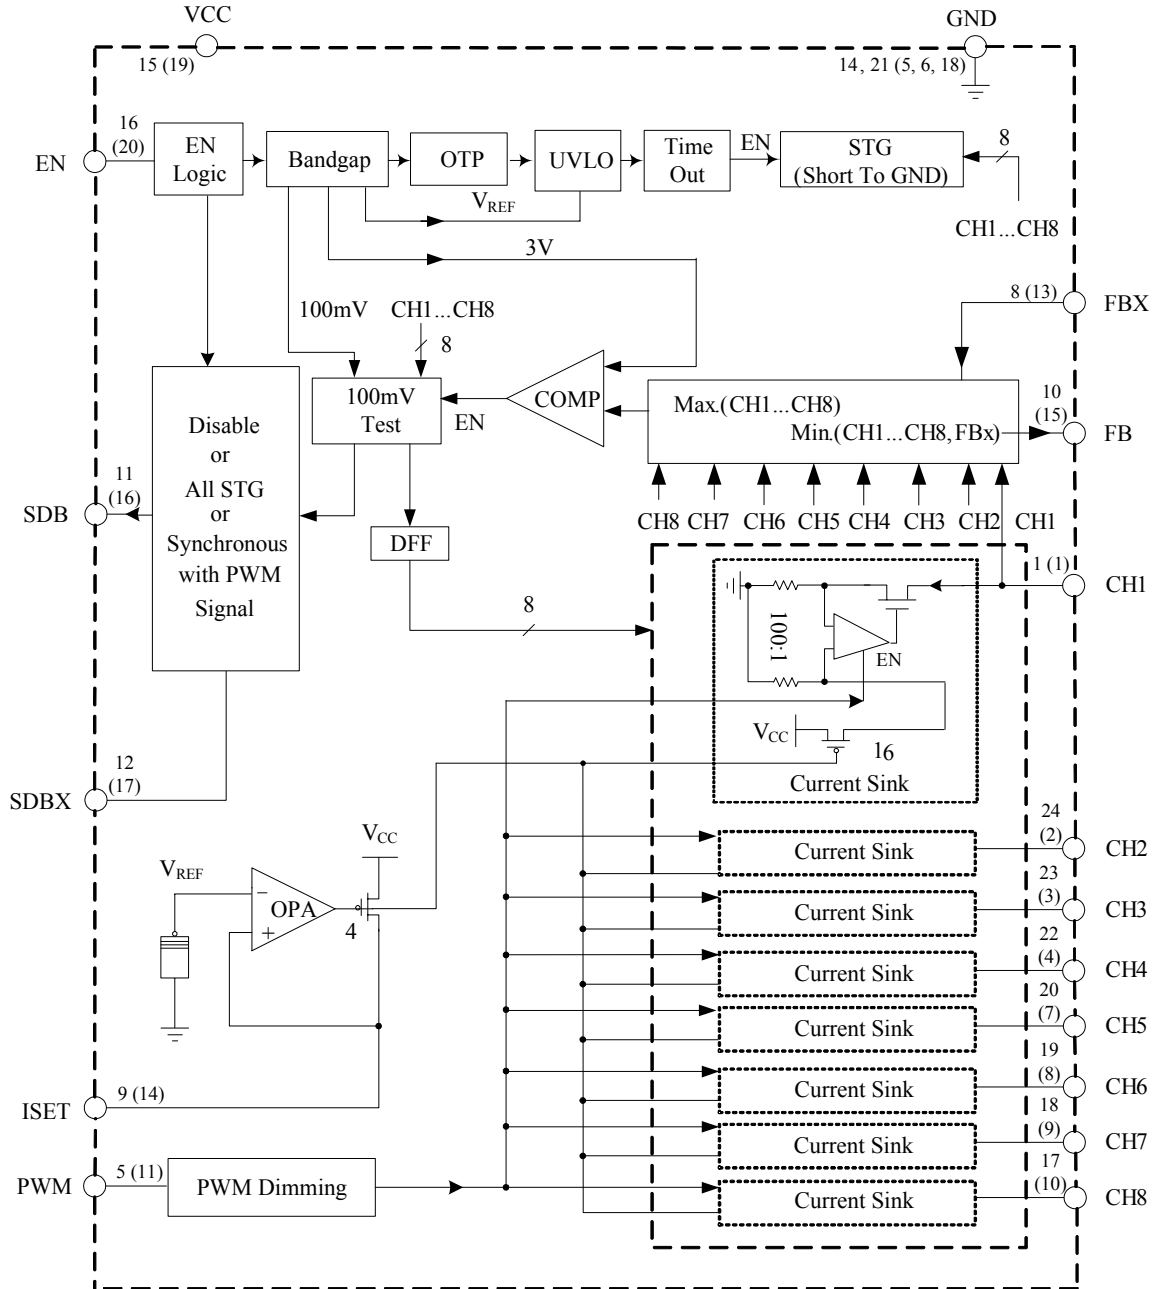 VCC
GND
15 (19)
14, 21 (5, 6, 18)
16
(20)
EN
EN
Logic
Bandgap
OTP
UVLO
Time
Out
EN
STG
(Short To GND)
8
VREF
CH1...CH8
3V
100mV
CH1...CH8
8
8 (13)
FBX
100mV
Test
EN
COMP
Max.(CH1...CH8)
Min.(CH1...CH8, FBx)
10
(15)
FB
Disable
or
All STG
or
Synchronous
with PWM
Signal
11
(16)
SDB
DFF
CH8 CH7 CH6 CH5 CH4 CH3 CH2 CH1
1 (1)
CH1
8
100:1
EN
VCC
16
Current Sink
12
(17)
SDBX
VCC
VREF
OPA
−
+
4
24
(2)
CH2
Current Sink
23
(3)
CH3
Current Sink
22
(4)
CH4
Current Sink
20
(7)
CH5
Current Sink
19
(8)
CH6
Current Sink
18
(9)
CH7
Current Sink
17
(10)
CH8
Current Sink
ISET
9 (14)
PWM
5 (11)
PWM Dimming